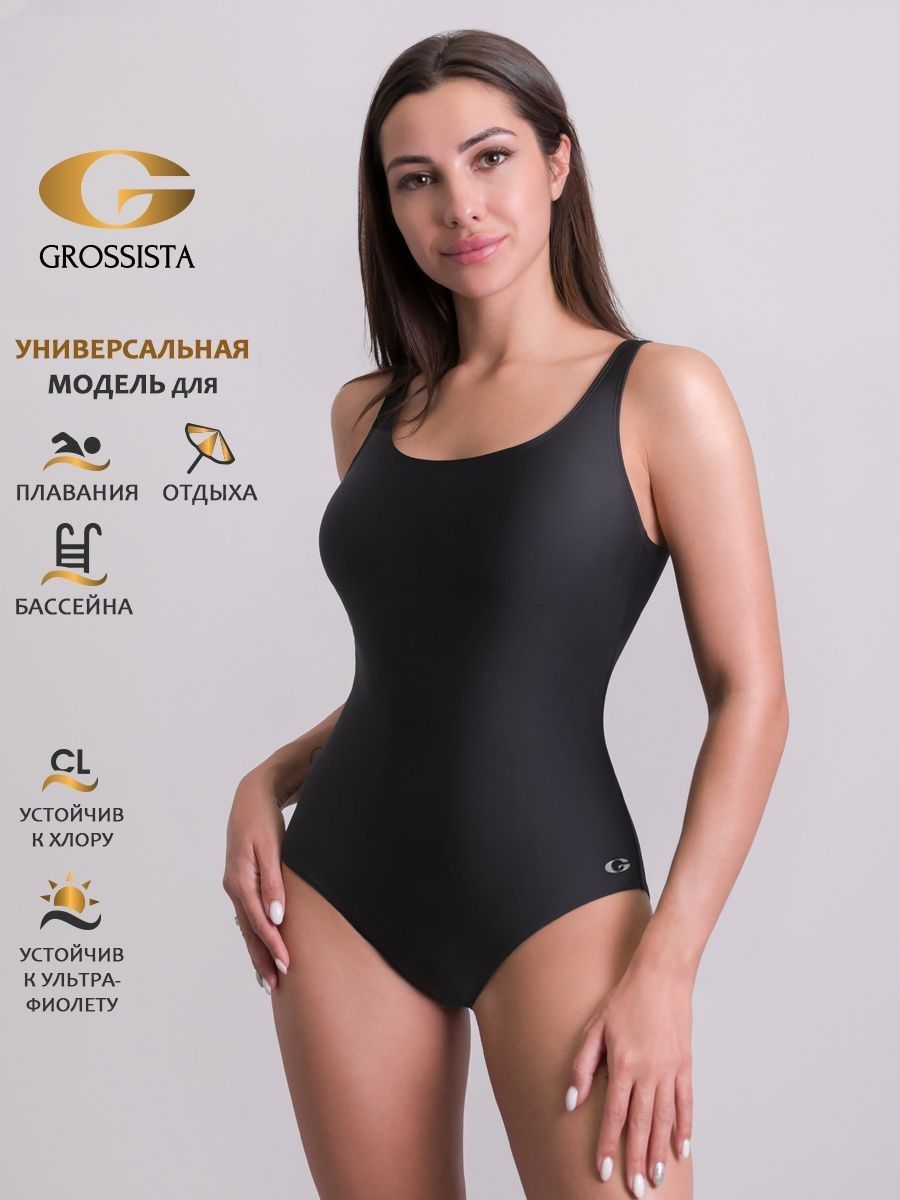 GROSSISTA
УНИВЕРСАЛЬНАЯ
МОДЕЛЬ для
ПЛАВАНИЯ ОТДЫХА
БАССЕЙНА
CL
УСТОЙЧИВ
К ХЛОРУ
УСТОЙЧИВ
К УЛЬТРА-
ФИОЛЕТУ
G